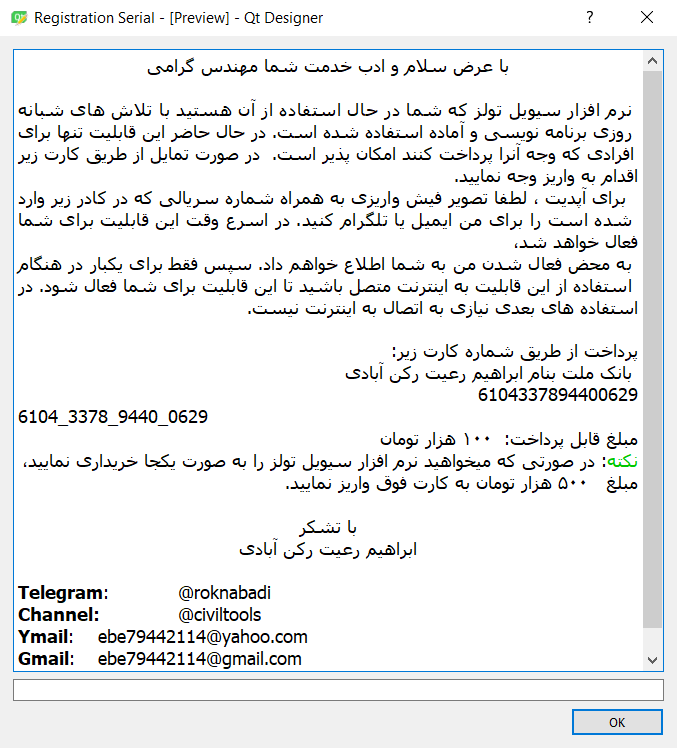 Registration Serial - [Preview] - Qt Designer
با عرض سلام و ادب خدمت شما مهندس گرامی
نرم افزار سیویل تولز که شما در حال استفاده از آن هستید با تلاش های شبانه
روزی برنامه نویسی و آماده استفاده شده است. در حال حاضر این قابلیت تنها برای
افرادی که وجه آنرا پرداخت کنند امکان پذیر است. در صورت تمایل از طریق کارت زیر
اقدام به واریز وجه نمایید.
برای آپدیت ، لطفا تصویر فیش واریزی به همراه شماره سریالی که در کادر زیر وارد
شده است را برای من ایمیل یا تلگرام کنید. در اسرع وقت این قابلیت برای شما
فعال خواهد شد،
به محض فعال شدن من به شما اطلاع خواهم داد. سپس فقط برای یکبار در هنگام
استفاده از این قابلیت به اینترنت متصل باشید تا این قابلیت برای شما فعال شود. در
استفاده های بعدی نیازی به اتصال به اینترنت نیست.
پرداخت از طریق شماره کارت زیر:
بانک ملت بنام ابراهیم رعیت رکن آبادی
6104337894400629
6104_3378_9440_0629
مبلغ قابل پرداخت: ۱۰۰ هزار تومان
نکته: در صورتی که میخواهید نرم افزار سیویل تولز را به صورت یکجا خریداری نمایید،
مبلغ ۵۰۰ هزار تومان به کارت فوق واریز نمایید.
با تشکر
ابراهیم رعیت رکن آبادی
Telegram: @roknabadi
Channel: @civiltools
Ymail: ebe79442114@yahoo.com
Gmail: ebe79442114@gmail.com
OK